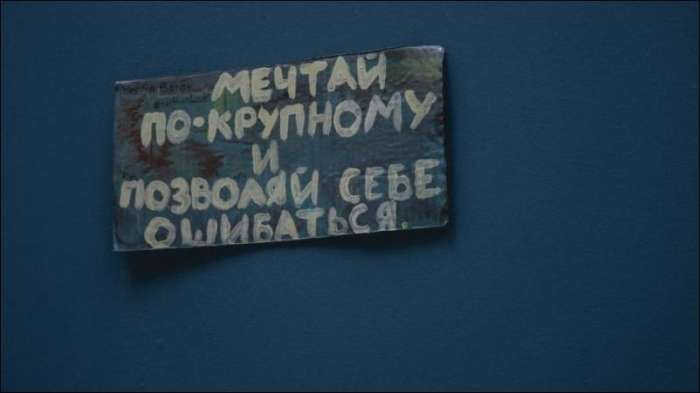 МЕЧТАЙ
ПО-КРУПНОМУ
И
ПОЗВОЛЯЙ СЕБЕ
ОШИБАТЬСЯ.